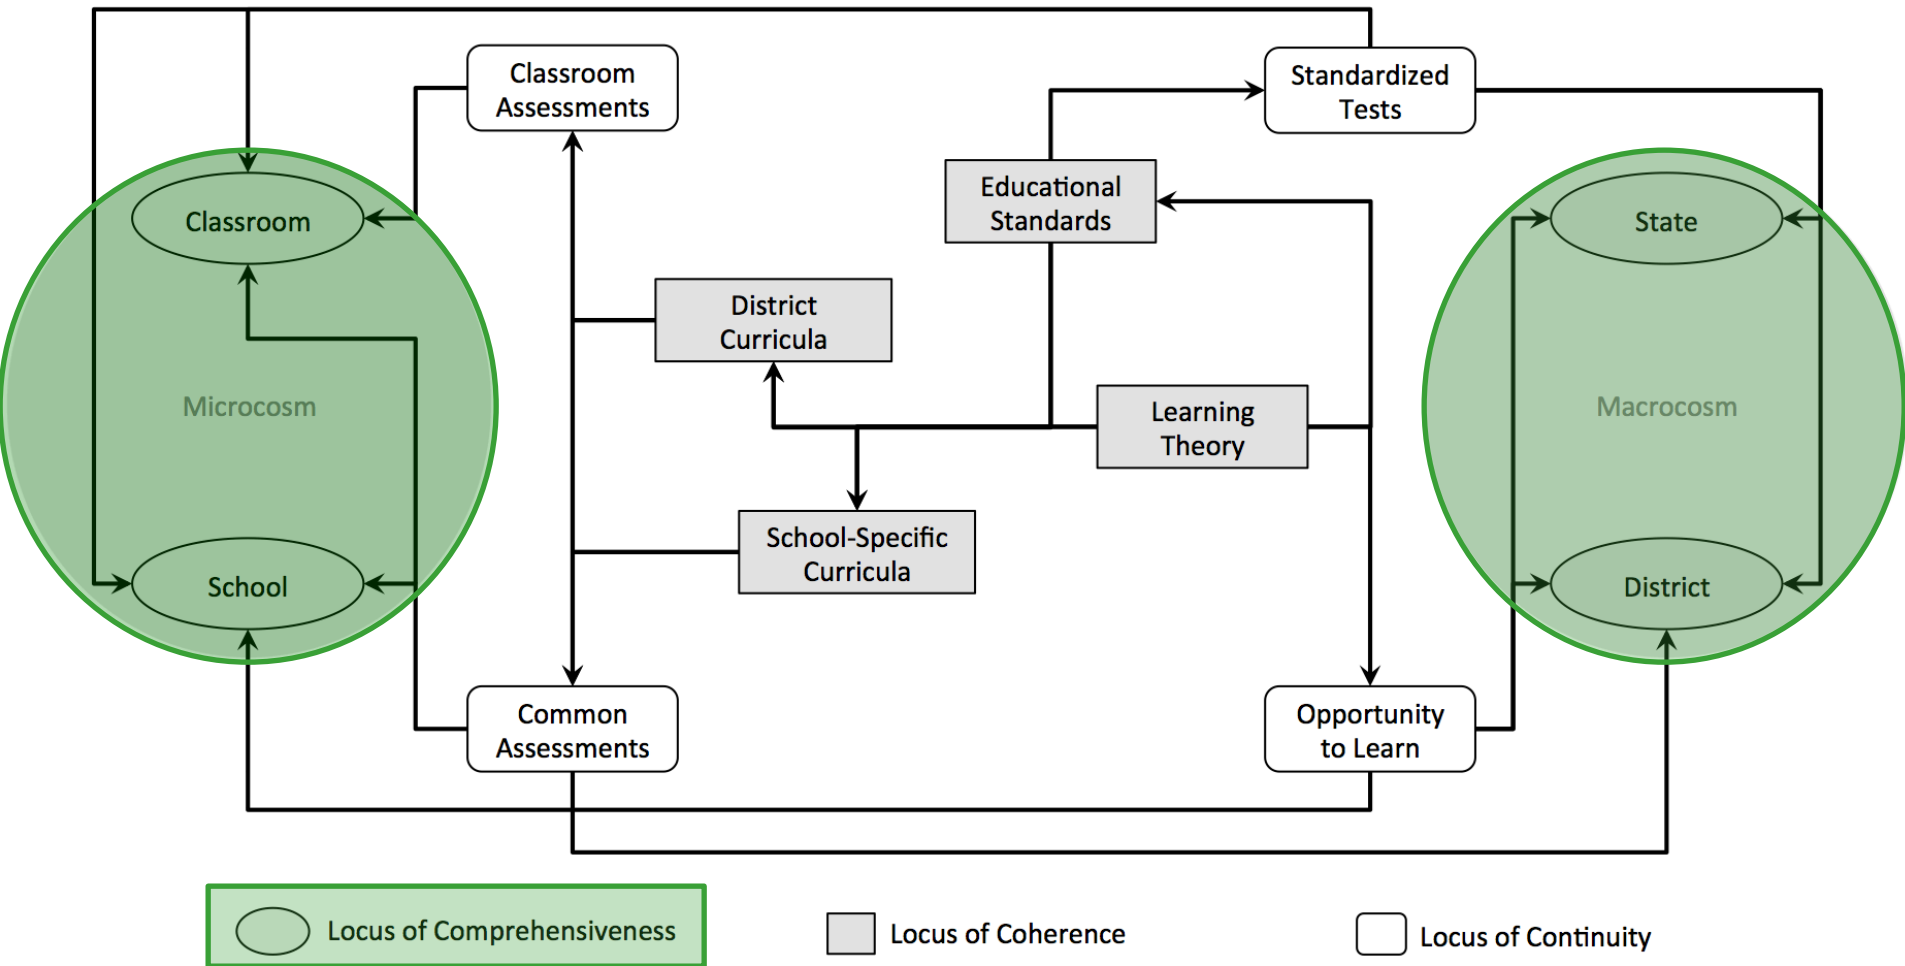 Classroom
Assessments
Standardized
Tests
Educational
Standards
Classroom
State
District
Curricula
Microcosm
Learning
Theory
Macrocosm
School-Specific
Curricula
School
District
Common
Assessments
Opportunity
to Learn
Locus of Comprehensiveness
Locus of Coherence
Locus of Continuity